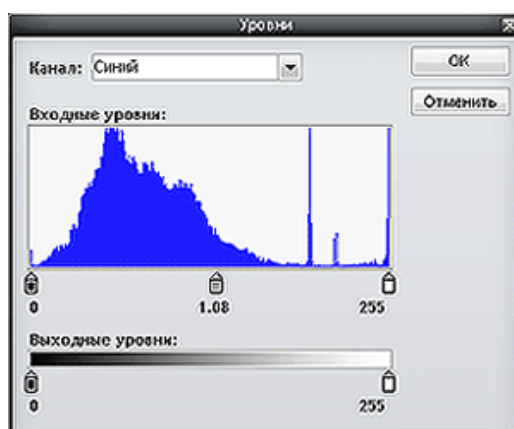 Уровни
Канал: Синий
OK
Отменить
Входные уровни:
0 1.08 255
Выходные уровни:
0 255